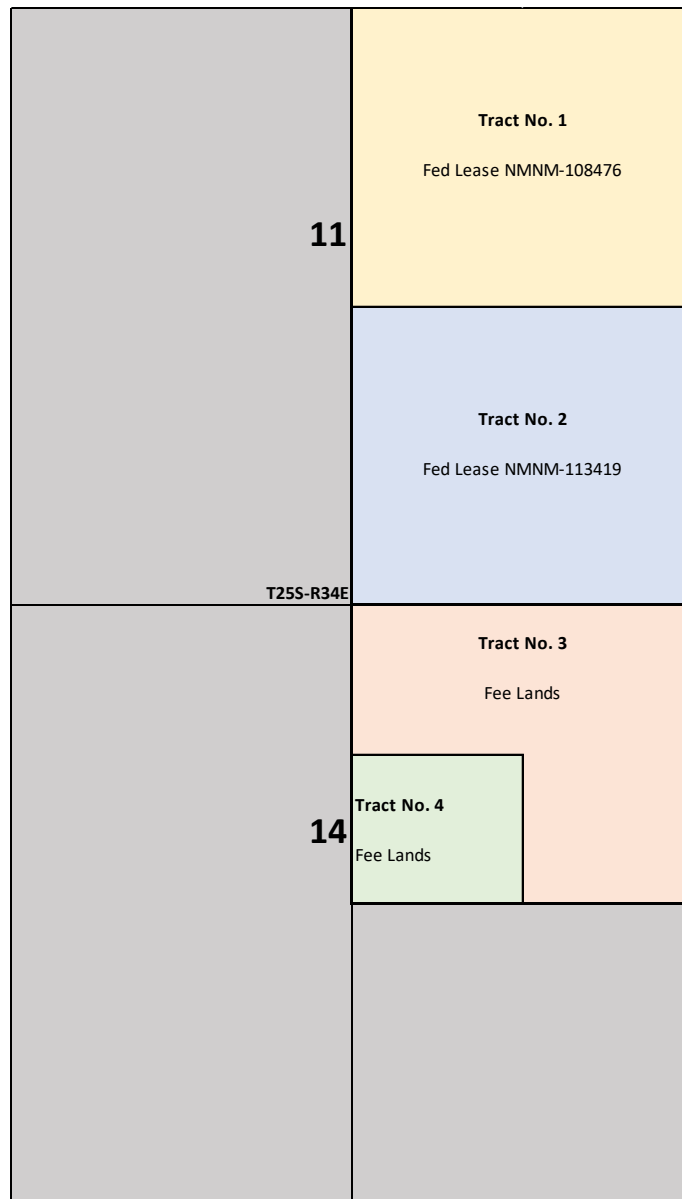 Tract No. 1
Fed Lease NMNM-108476
11
Tract No. 2
Fed Lease NMNM-113419
T25S-R34E
Tract No. 3
Fee Lands
Tract No. 4
14
Fee Lands